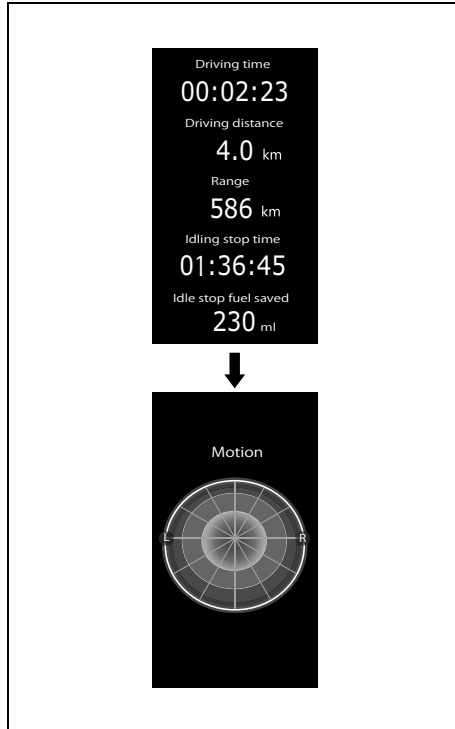 Driving time
00:02:23
Driving distance
4.0 km
Range
586 km
Idling stop time
01:36:45
Idle stop fuel saved
230 ml
Motion
L R